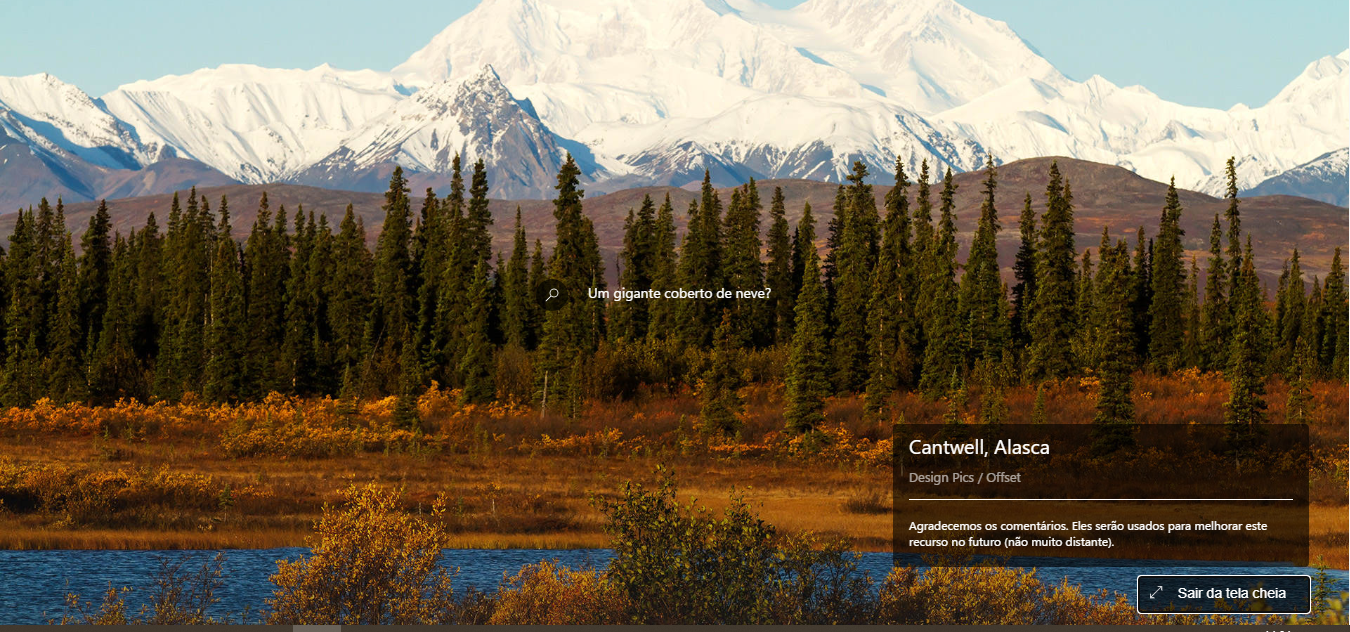 Um gigante coberto de neve?
Cantwell, Alasca
Design Pics / Offset
Agradecemos os comentários. Eles serão usados para melhorar este
recurso no futuro (não muito distante).
Sair da tela cheia